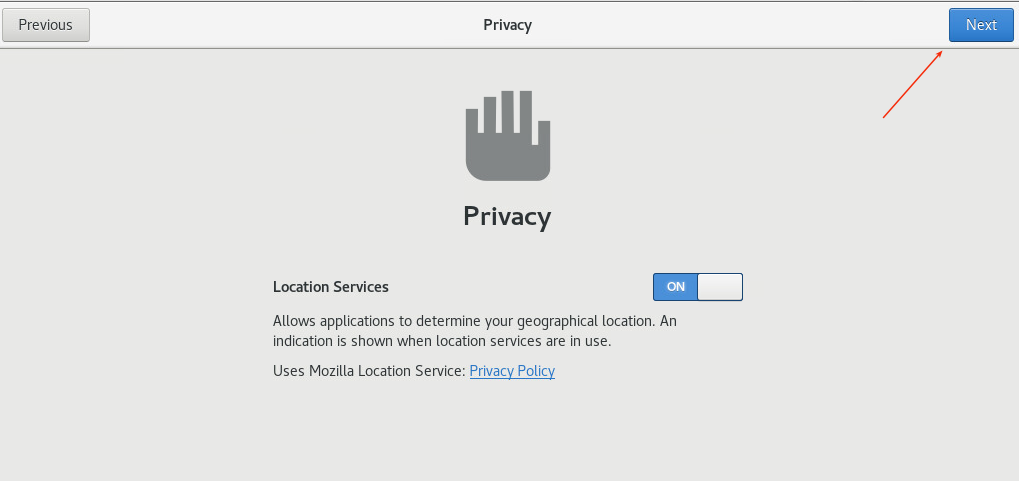 Previous
Privacy
Next
Privacy
Location Services
ON
Allows applications to determine your geographical location. An
indication is shown when location services are in use.
Uses Mozilla Location Service: Privacy Policy